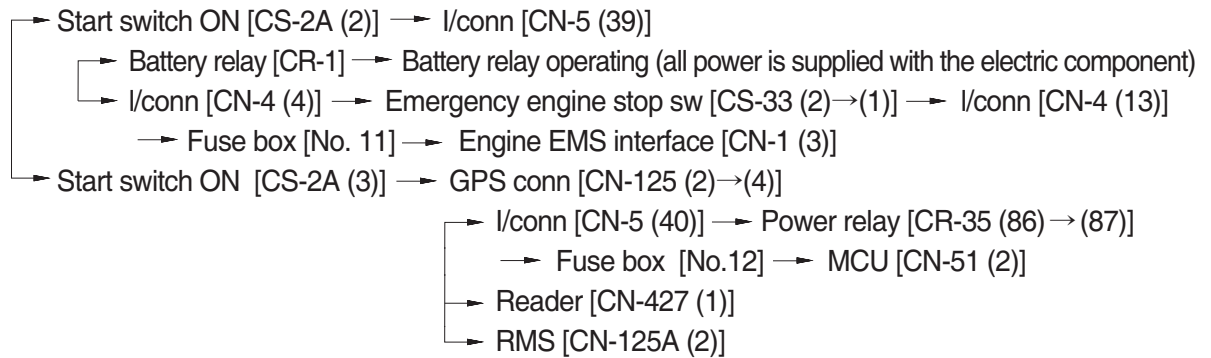 Start switch ON [CS-2A (2)] → I/conn [CN-5 (39)]
Battery relay [CR-1] → Battery relay operating (all power is supplied with the electric component)
I/conn [CN-4 (4)] → Emergency engine stop sw [CS-33 (2)→(1)] → I/conn [CN-4 (13)]
→ Fuse box [No. 11] → Engine EMS interface [CN-1 (3)]
Start switch ON [CS-2A (3)] → GPS conn [CN-125 (2)→(4)]
I/conn [CN-5 (40)] → Power relay [CR-35 (86)→(87)]
→ Fuse box [No.12] → MCU [CN-51 (2)]
Reader [CN-427 (1)]
RMS [CN-125A (2)]